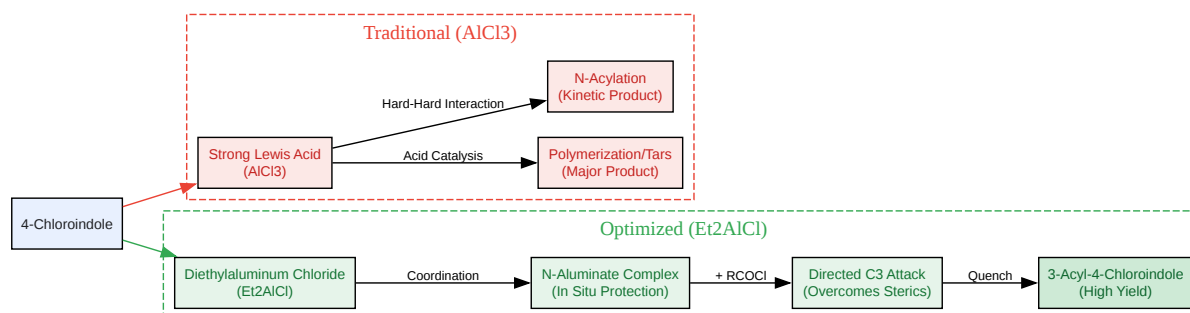 Traditional (AlCl3)
N-Acylation
(Kinetic Product)
Hard-Hard Interaction
Strong Lewis Acid
(AlCl3)
Acid Catalysis
Polymerization/Tars
(Major Product)
4-Chloroindole
Optimized (Et2AlCl)
Diethylaluminum Chloride
(Et2AlCl)
Coordination
N-Aluminate Complex
(In Situ Protection)
+ RCOCl
Directed C3 Attack
(Overcomes Sterics)
Quench
3-Acyl-4-Chloroindole
(High Yield)